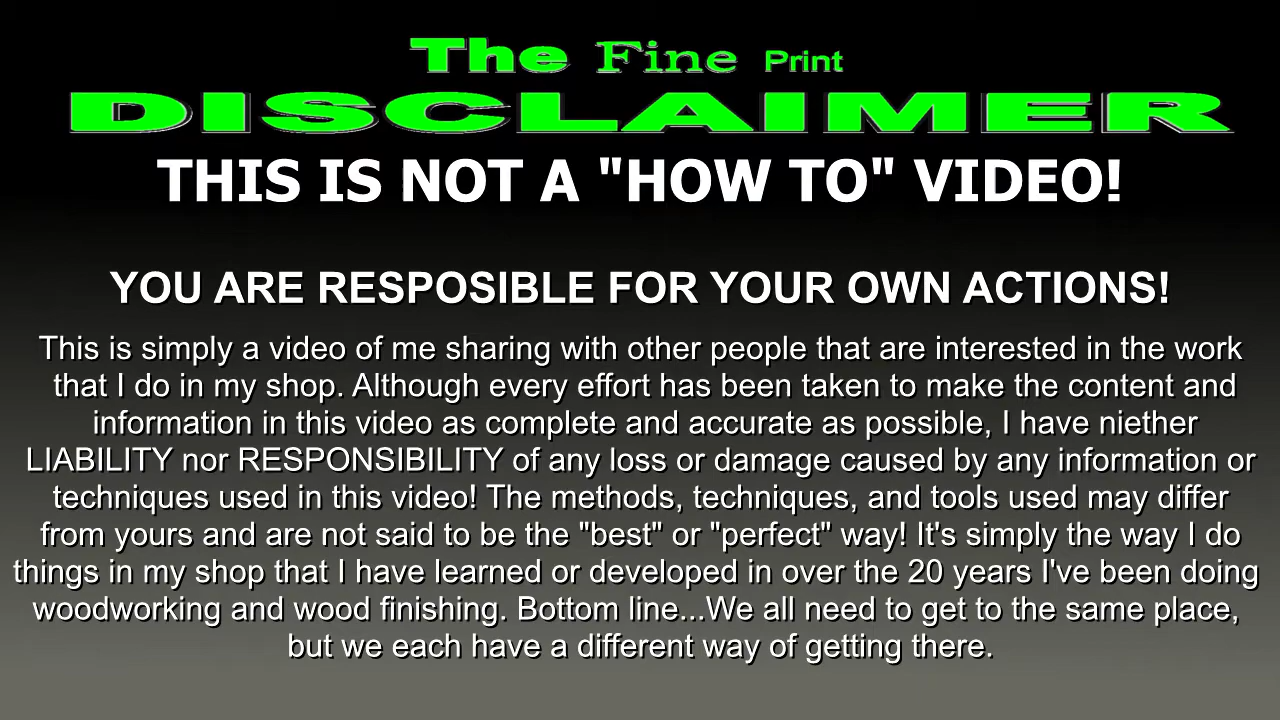 The Fine Print
DISCLAIMER
THIS IS NOT A "HOW TO" VIDEO!
YOU ARE RESPOSIBLE FOR YOUR OWN ACTIONS!
This is simply a video of me sharing with other people that are interested in the work
that I do in my shop. Although every effort has been taken to make the content and
information in this video as complete and accurate as possible, I have niether
LIABILITY nor RESPONSIBILITY of any loss or damage caused by any information or
techniques used in this video! The methods, techniques, and tools used may differ
from yours and are not said to be the "best" or "perfect" way! It's simply the way I do
things in my shop that I have learned or developed in over the 20 years I've been doing
woodworking and wood finishing. Bottom line...We all need to get to the same place,
but we each have a different way of getting there.